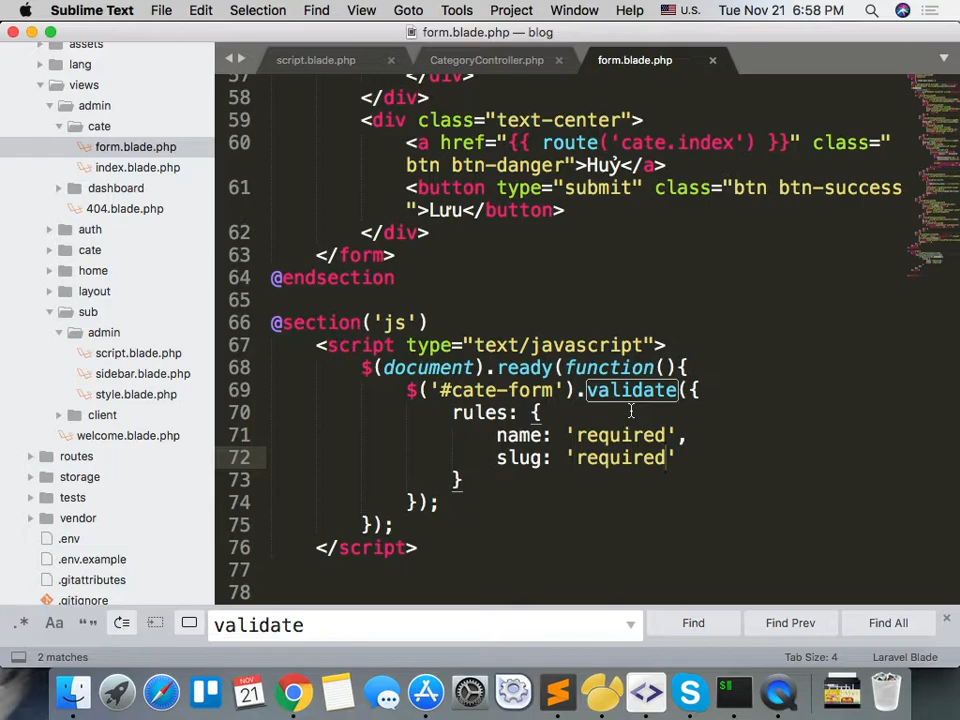 Sublime Text File Edit Selection Find View Goto Tools Project Window Help U.S. Tue Nov 21 6:58 PM
form.blade.php — blog
script.blade.php × CategoryController.php × form.blade.php ×
assets
lang
views
admin
cate
form.blade.php
index.blade.php
dashboard
404.blade.php
auth
cate
home
layout
sub
admin
script.blade.php
sidebar.blade.php
style.blade.php
client
welcome.blade.php
routes
storage
tests
vendor
.env
.env.example
.gitattributes
.gitignore
57 </div>
58 </div>
59 <div class="text-center">
60 <a href="{{ route('cate.index') }}" class="
btn btn-danger">Huỷ</a>
61 <button type="submit" class="btn btn-success
">Lưu</button>
62 </div>
63 </form>
64 @endsection
65
66 @section('js')
67 <script type="text/javascript">
68 $(document).ready(function(){
69 $('#cate-form').validate({
70 rules: {
71 name: 'required',
72 slug: 'required'
73 }
74 });
75 });
76 </script>
77
78
.* Aa “” validate Find Find Prev Find All ×
2 matches Tab Size: 4 Laravel Blade
NOV
21